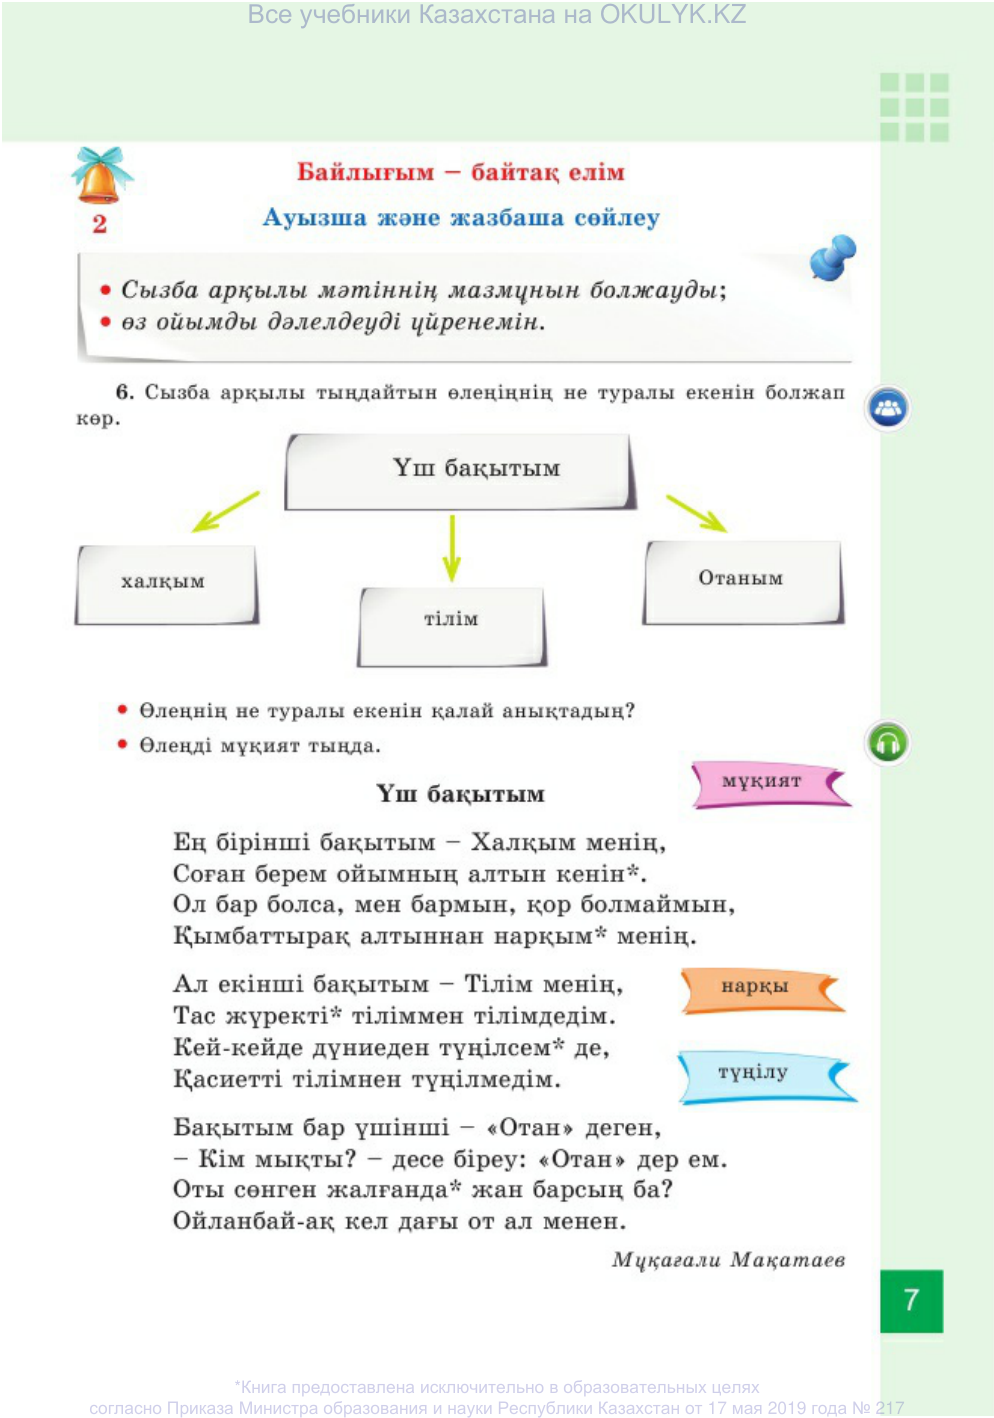 Все учебники Казахстана на OKULYK.KZ
Байлығым – байтақ елім
2
Ауызша және жазбаша сөйлеу
• Сызба арқылы мәтіннің мазмұнын болжауды;
• өз ойымды дәлелдеуді үйренемін.
6. Сызба арқылы тыңдайтын өлеңіңнің не туралы екенін болжап
көр.
Үш бақытым
халқым
тілім
Отаным
• Өлеңнің не туралы екенін қалай анықтадың?
• Өлеңді мұқият тыңда.
Үш бақытым
мұқият
Ең бірінші бақытым – Халқым менің,
Соған берем ойымның алтын кенін*.
Ол бар болса, мен бармын, қор болмаймын,
Қымбаттырақ алтыннан нарқым* менің.
Ал екінші бақытым – Тілім менің,
нарқы
Тас жүректі* тіліммен тілімдедім.
Кей-кейде дүниеден түңілсем* де,
түңілу
Қасиетті тілімнен түңілмедім.
Бақытым бар үшінші – «Отан» деген,
– Кім мықты? – десе біреу: «Отан» дер ем.
Оты сөнген жалғанда* жан барсың ба?
Ойланбай-ақ кел дағы от ал менен.
Мұқағали Мақатаев
7
*Книга предоставлена исключительно в образовательных целях
согласно Приказа Министра образования и науки Республики Казахстан от 17 мая 2019 года № 217